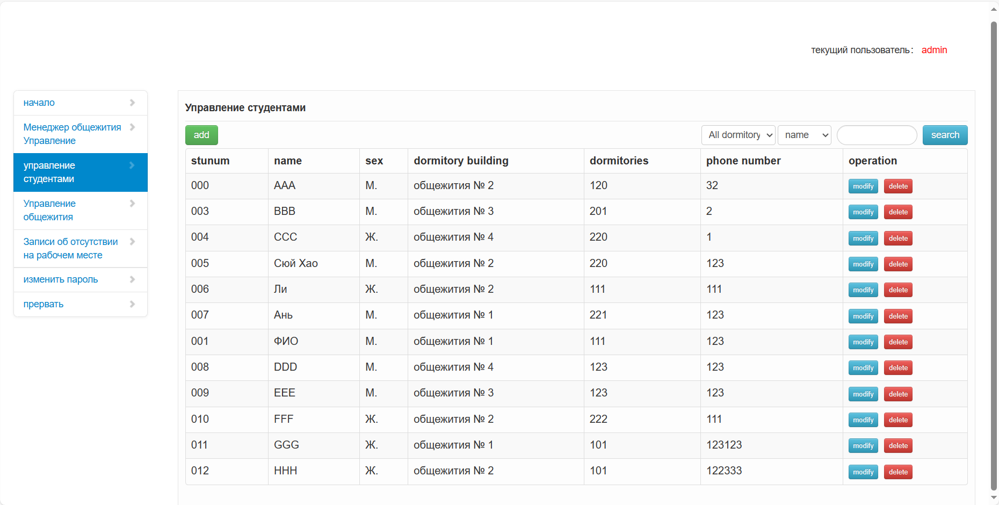 текущий пользователь： admin
начало
Менеджер общежития
Управление
управление
студентами
Управление
общежития
Записи об отсутствии
на рабочем месте
изменить пароль
прервать
Управление студентами
add All dormitory name search
stunum name sex dormitory building dormitories phone number operation
000 AAA М. общежития № 2 120 32 modify delete
003 BBB М. общежития № 3 201 2 modify delete
004 CCC Ж. общежития № 4 220 1 modify delete
005 Сюй Хао М. общежития № 2 220 123 modify delete
006 Ли Ж. общежития № 2 111 111 modify delete
007 Ань М. общежития № 1 221 123 modify delete
001 ФИО М. общежития № 1 111 123 modify delete
008 DDD М. общежития № 4 123 123 modify delete
009 EEE М. общежития № 3 123 123 modify delete
010 FFF Ж. общежития № 2 222 111 modify delete
011 GGG Ж. общежития № 1 101 123123 modify delete
012 HHH Ж. общежития № 2 101 122333 modify delete